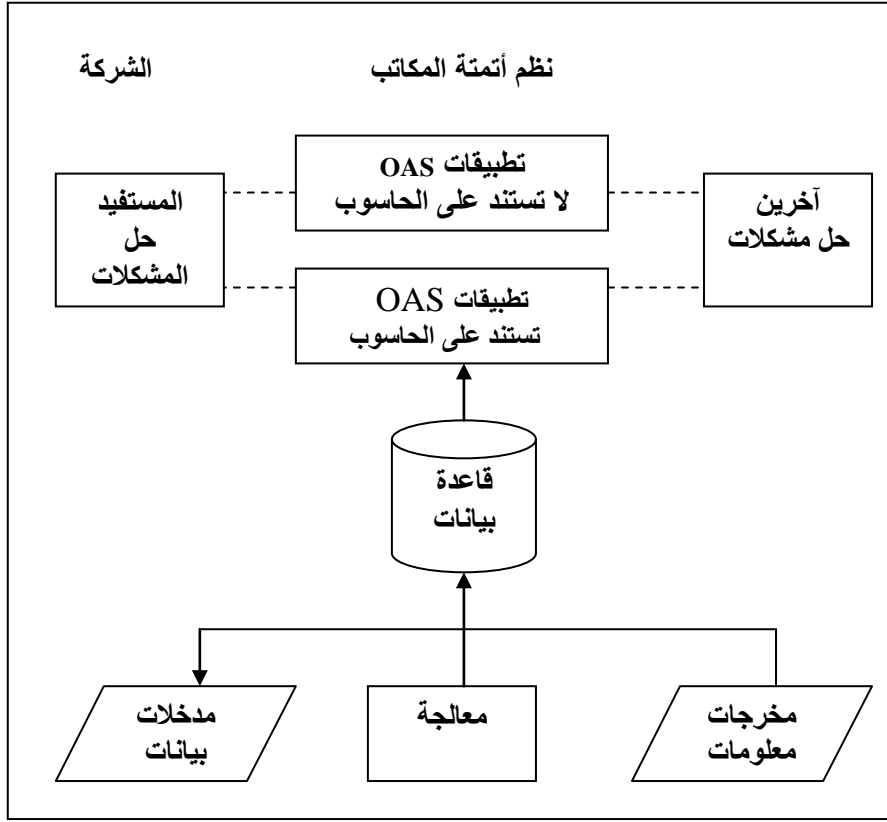 نظم أتمتة المكاتب
الشركة
تطبيقات OAS
لا تستند على الحاسوب
آخرين
حل مشكلات
المستفيد
حل
المشكلات
تطبيقات OAS
تستند على الحاسوب
قاعدة
بيانات
مخرجات
معلومات
معالجة
مدخلات
بيانات